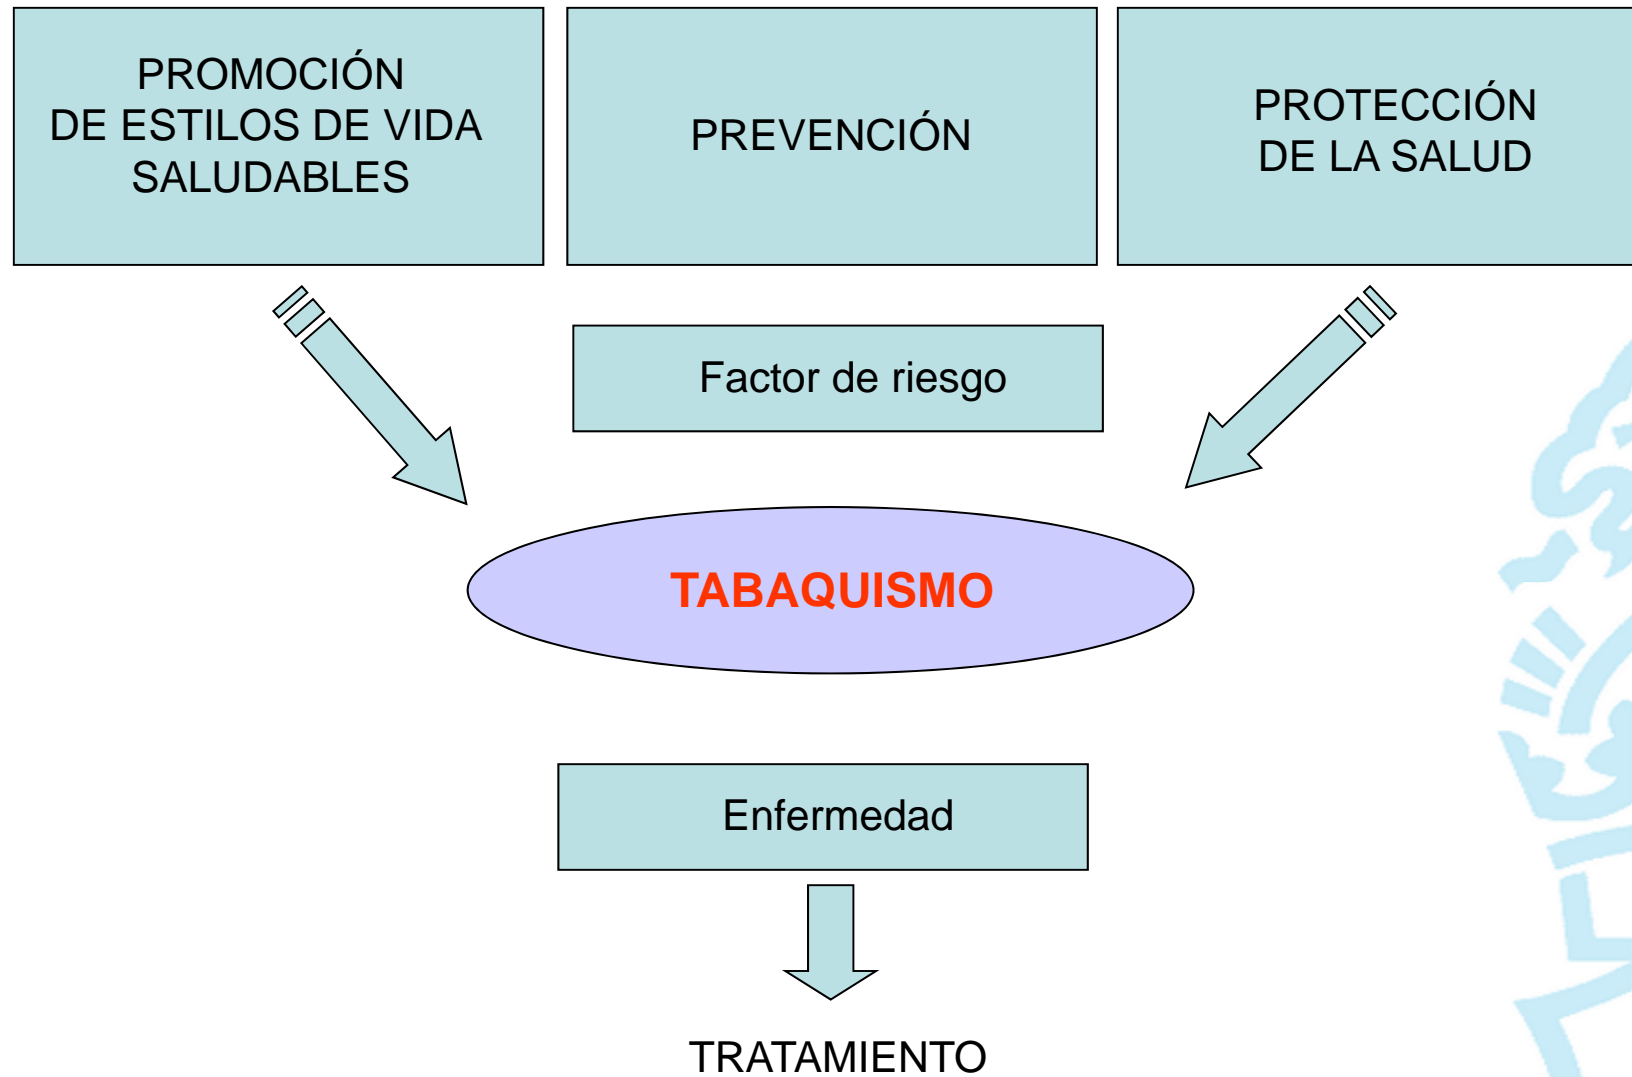 PROMOCIÓN
DE ESTILOS DE VIDA
SALUDABLES
PREVENCIÓN
PROTECCIÓN
DE LA SALUD
Factor de riesgo
TABAQUISMO
Enfermedad
TRATAMIENTO